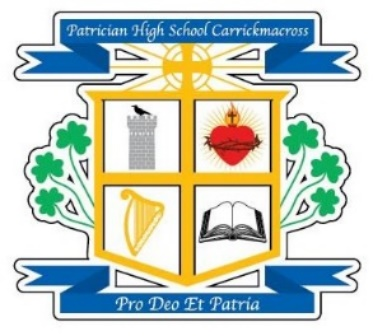 Patrician High School Carrickmacross
Pro Deo Et Patria